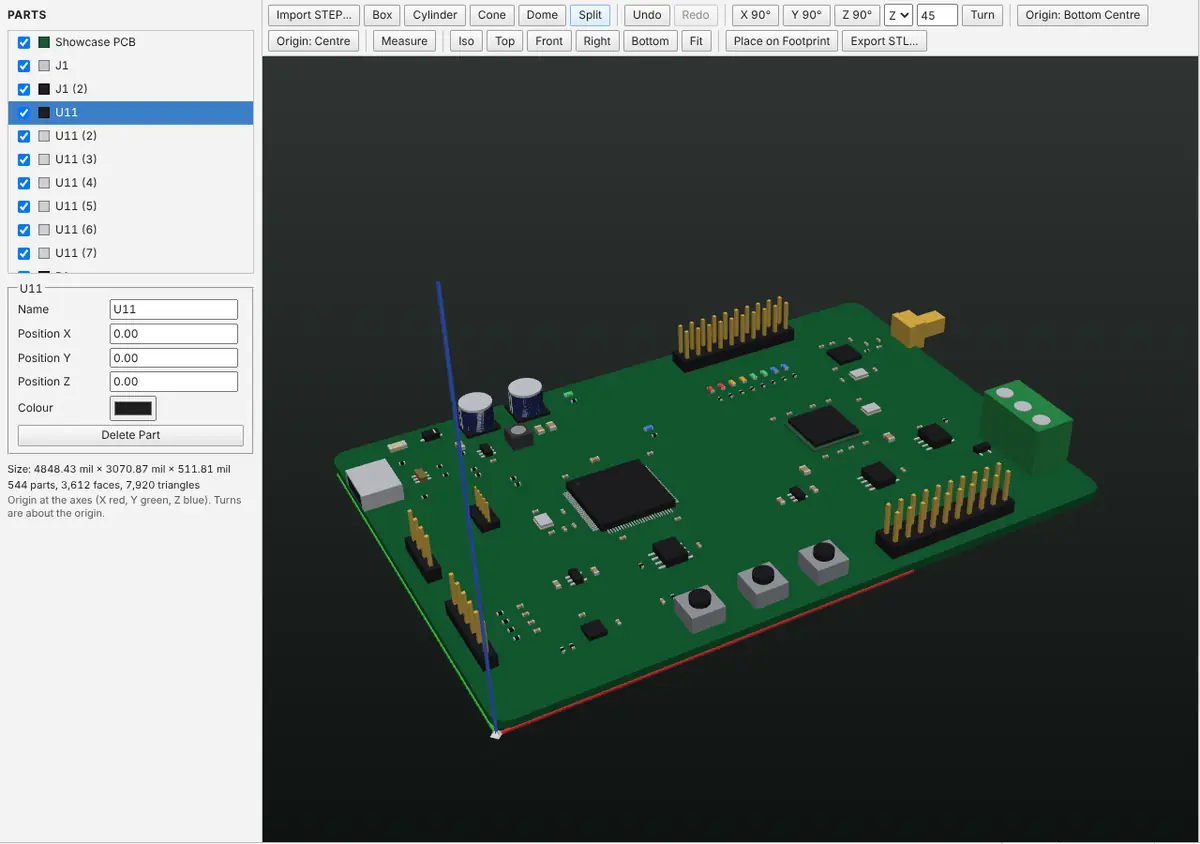 PARTS
Import STEP... Box Cylinder Cone Dome Split Undo Redo X 90° Y 90° Z 90° Z 45 Turn Origin: Bottom Centre
Origin: Centre Measure Iso Top Front Right Bottom Fit Place on Footprint Export STL...
Showcase PCB
J1
J1 (2)
U11
U11 (2)
U11 (3)
U11 (4)
U11 (5)
U11 (6)
U11 (7)
U11
Name U11
Position X 0.00
Position Y 0.00
Position Z 0.00
Colour
Delete Part
Size: 4848.43 mil × 3070.87 mil × 511.81 mil
544 parts, 3,612 faces, 7,920 triangles
Origin at the axes (X red, Y green, Z blue). Turns
are about the origin.